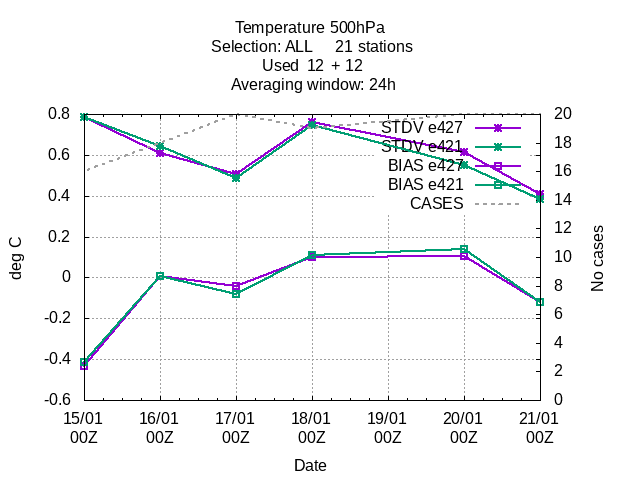 Temperature 500hPa
Selection: ALL 21 stations
Used 12 + 12
Averaging window: 24h
0.8
0.6
0.4
0.2
0
-0.2
-0.4
-0.6
deg C
20
18
16
14
12
10
8
6
4
2
0
No cases
STDV e427
STDV e421
BIAS e427
BIAS e421
CASES
15/01 16/01 17/01 18/01 19/01 20/01 21/01
00Z 00Z 00Z 00Z 00Z 00Z 00Z
Date